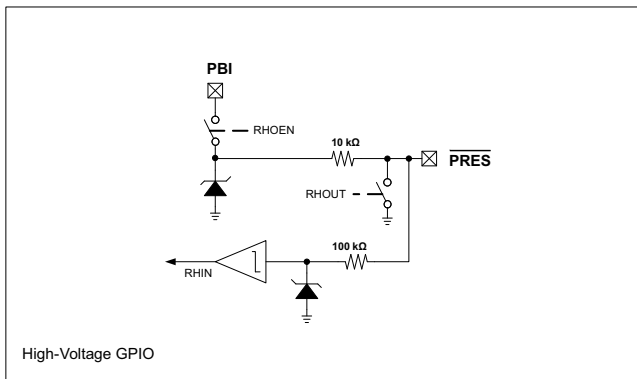 PBI
RHOEN
10 kΩ
PRES
RHOUT
100 kΩ
RHIN
High-Voltage GPIO